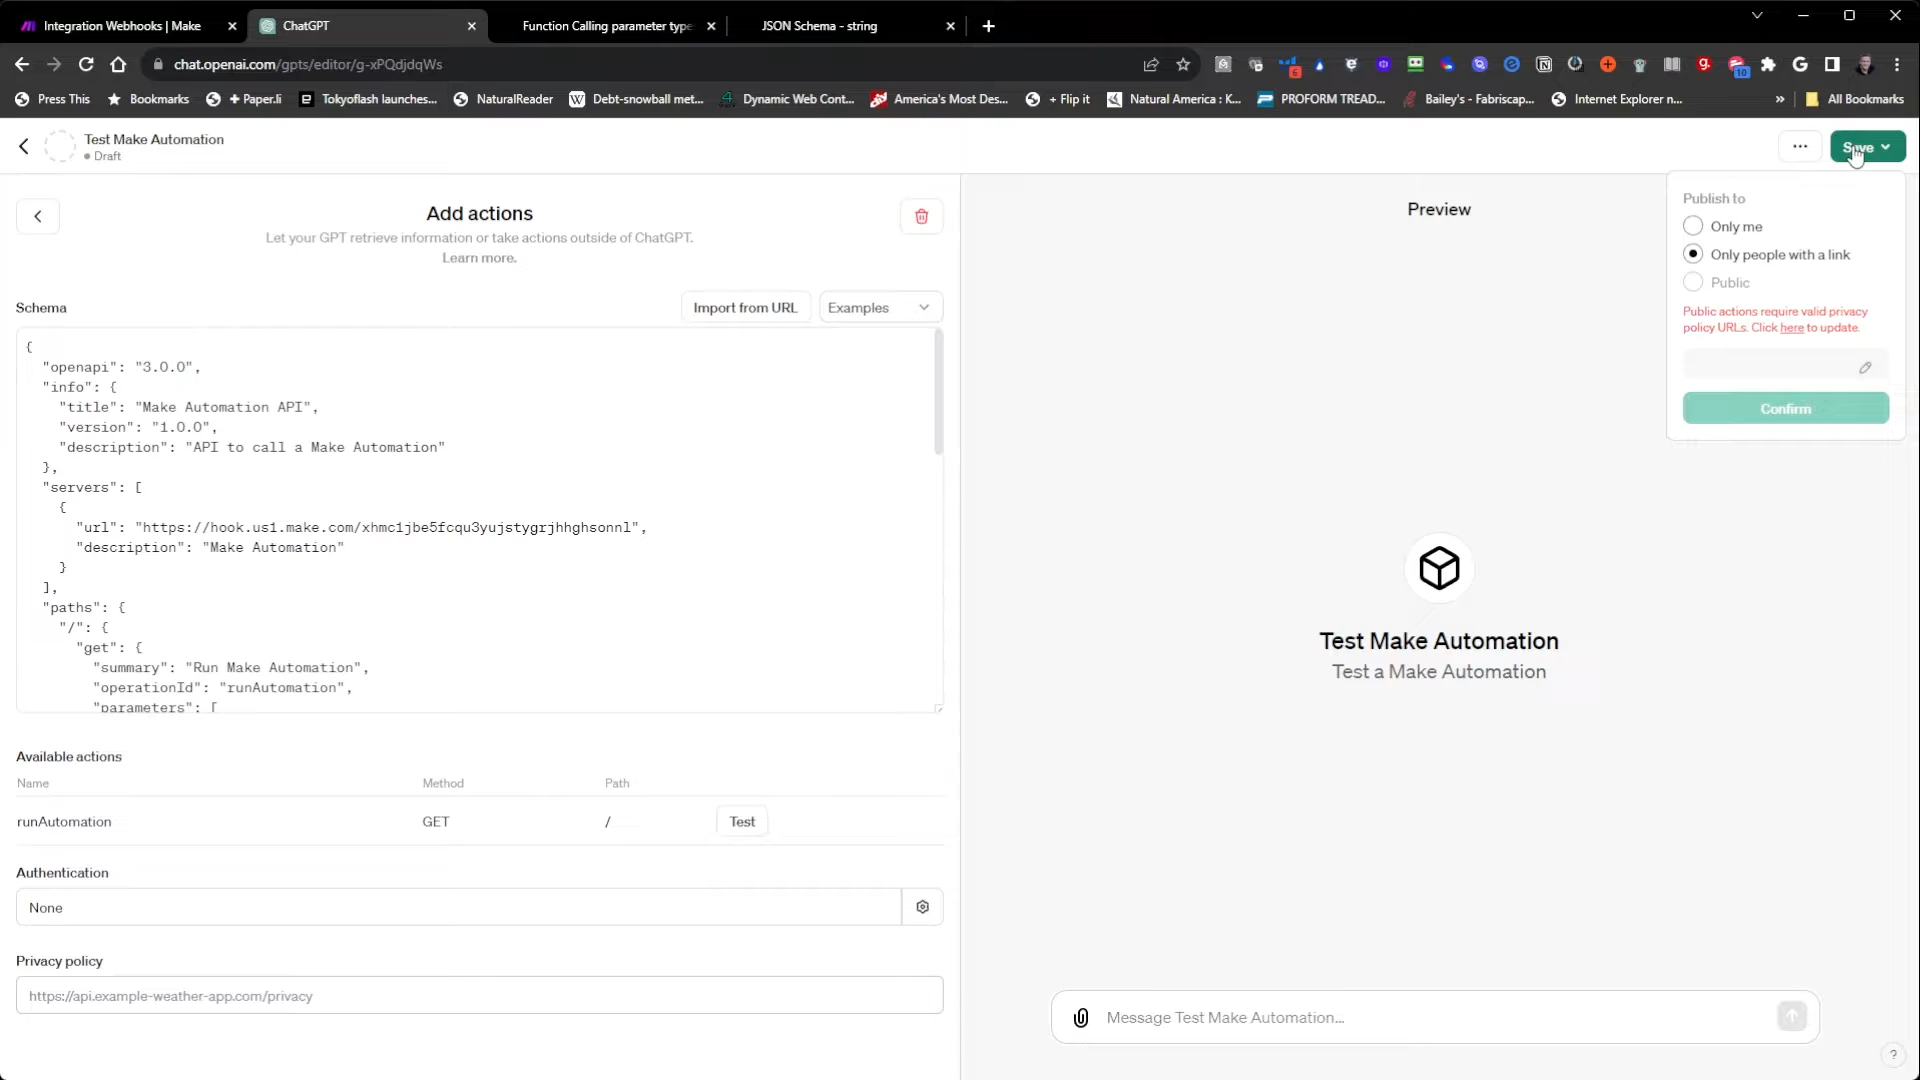 Integration Webhooks | Make
ChatGPT
Function Calling parameter type
JSON Schema - string
chat.openai.com/gpts/editor/g-xPQdjdqWs
6
10
Press This
Bookmarks
+ Paper.li
Tokyoflash launches...
NaturalReader
Debt-snowball met...
Dynamic Web Cont...
America's Most Des...
+ Flip it
Natural America : K...
PROFORM TREAD...
Bailey's - Fabriscap...
Internet Explorer n...
»
All Bookmarks
Test Make Automation
Draft
Save
Add actions
Let your GPT retrieve information or take actions outside of ChatGPT.
Learn more.
Schema
Import from URL
Examples
{
"openapi": "3.0.0",
"info": {
"title": "Make Automation API",
"version": "1.0.0",
"description": "API to call a Make Automation"
},
"servers": [
{
"url": "https://hook.us1.make.com/xhmc1jbe5fcqu3yujstygrjhhghsonnl",
"description": "Make Automation"
}
],
"paths": {
"/": {
"get": {
"summary": "Run Make Automation",
"operationId": "runAutomation",
"parameters": [
Available actions
Name Method Path
runAutomation GET / Test
Authentication
None
Privacy policy
https://api.example-weather-app.com/privacy
Preview
Publish to
Only me
Only people with a link
Public
Public actions require valid privacy
policy URLs. Click here to update.
Confirm
Test Make Automation
Test a Make Automation
Message Test Make Automation...
?